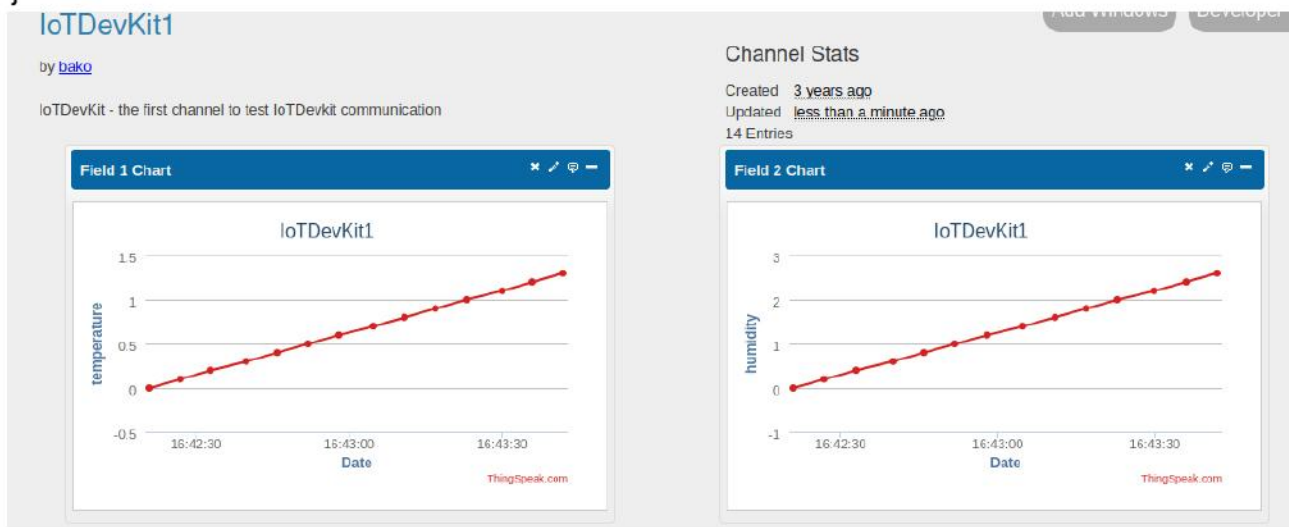 IoTDevKit1
by bako
IoTDevKit - the first channel to test IoTDevkit communication
Add Windows
Developer
Channel Stats
Created 3 years ago
Updated less than a minute ago
14 Entries
Field 1 Chart
IoTDevKit1
temperature
1.5
1
0.5
0
-0.5
16:42:30 16:43:00 16:43:30
Date
ThingSpeak.com
Field 2 Chart
IoTDevKit1
humidity
3
2
1
0
-1
16:42:30 16:43:00 16:43:30
Date
ThingSpeak.com